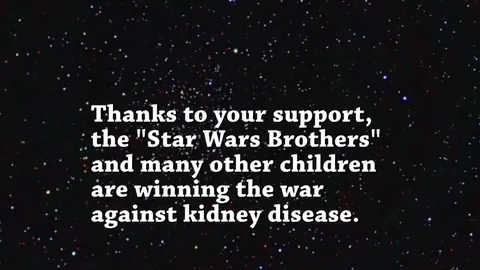 Thanks to your support,
the "Star Wars Brothers"
and many other children
are winning the war
against kidney disease.